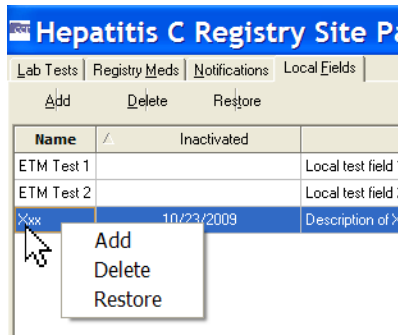 Hepatitis C Registry Site Pa
Lab Tests Registry Meds Notifications Local Fields
Add Delete Restore
Name Inactivated
ETM Test 1 Local test field
ETM Test 2 Local test field
Xxx 10/23/2009 Description of X
Add
Delete
Restore